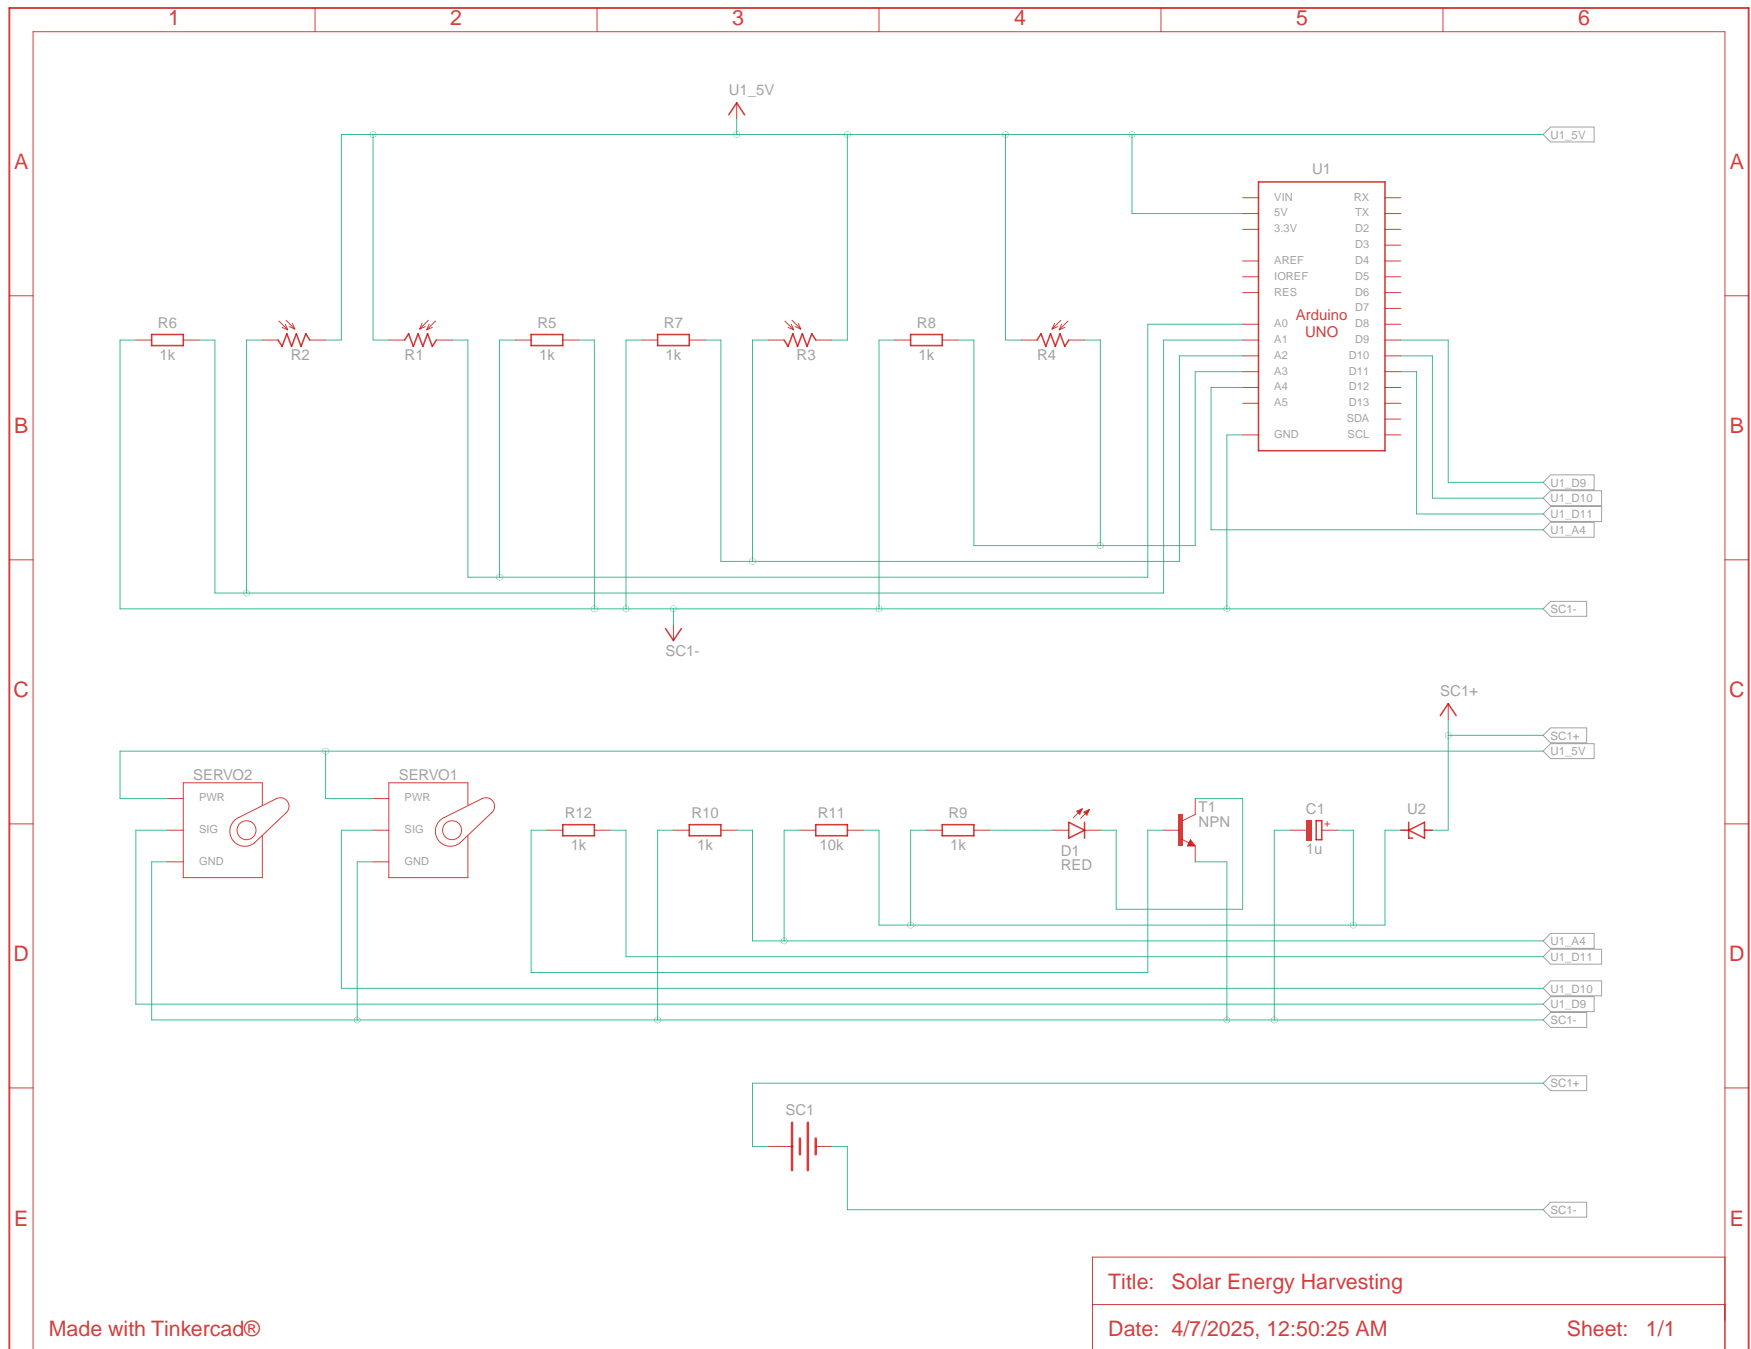 1 2 3 4 5 6
U1_5V
U1_5V
A A
U1
VIN RX
5V TX
3.3V D2
D3
AREF D4
IOREF D5
RES D6
D7
Arduino
UNO
A0 D8
A1 D9
A2 D10
A3 D11
A4 D12
A5 D13
SDA
GND SCL
R6
1k
R2
R1
R5
1k
R7
1k
R3
R8
1k
R4
B B
U1_D9
U1_D10
U1_D11
U1_A4
SC1-
SC1-
C C
SC1+
SC1+
U1_5V
SERVO2
PWR
SIG
GND
SERVO1
PWR
SIG
GND
R12
1k
R10
1k
R11
10k
R9
1k
D1
RED
T1
NPN
C1
+
1u
U2
D D
U1_A4
U1_D11
U1_D10
U1_D9
SC1-
SC1+
SC1
SC1-
E E
Title: Solar Energy Harvesting
Made with Tinkercad®
Date: 4/7/2025, 12:50:25 AM Sheet: 1/1